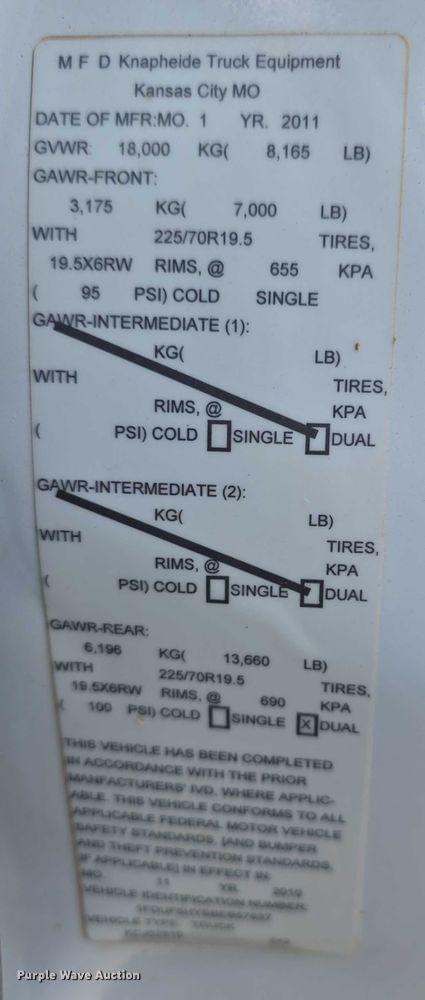 M F D Knapheide Truck Equipment
Kansas City MO
DATE OF MFR:MO. 1 YR. 2011
GVWR: 18,000 KG( 8,165 LB)
GAWR-FRONT:
3,175 KG( 7,000 LB)
WITH 225/70R19.5 TIRES,
19.5X6RW RIMS, @ 655 KPA
( 95 PSI) COLD SINGLE
GAWR-INTERMEDIATE (1):
KG( LB)
WITH TIRES,
RIMS, @ KPA
( PSI) COLD SINGLE DUAL
GAWR-INTERMEDIATE (2):
KG( LB)
WITH TIRES,
RIMS, @ KPA
( PSI) COLD SINGLE DUAL
GAWR-REAR:
6,196 KG( 13,660 LB)
WITH 225/70R19.5 TIRES,
19.5X6RW RIMS, @ 690 KPA
( 100 PSI) COLD SINGLE X DUAL
THIS VEHICLE HAS BEEN COMPLETED
IN ACCORDANCE WITH THE PRIOR
MANFACTURERS' IVD. WHERE APPLIC-
ABLE. THIS VEHICLE CONFORMS TO ALL
APPLICABLE FEDERAL MOTOR VEHICLE
SAFETY STANDARDS, [AND BUMPER
AND THEFT PREVENTION STANDARDS,
IF APPLICABLE] IN EFFECT IN:
MO. 11 YR. 2010
VEHICLE IDENTIFICATION NUMBER:
VEHICLE TYPE: TRUCK
Purple Wave Auction